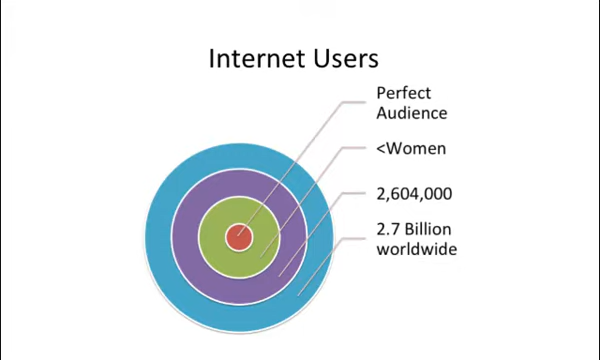 Internet Users
Perfect
Audience
<Women
2,604,000
2.7 Billion
worldwide